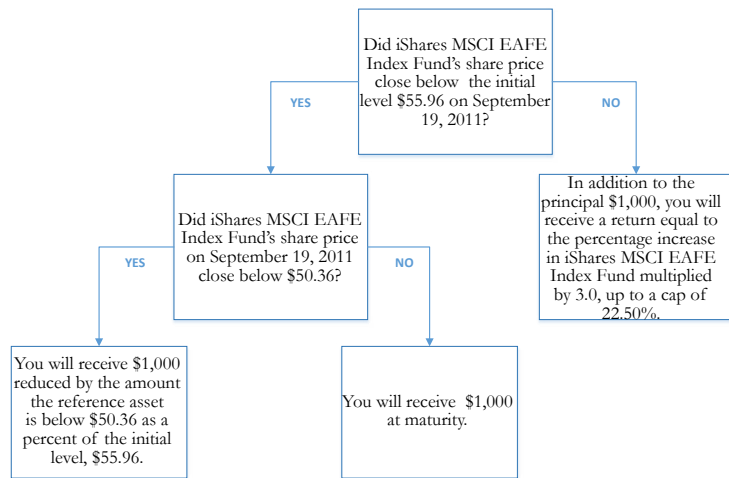 Did iShares MSCI EAFE
Index Fund's share price
close below the initial
level $55.96 on September
19, 2011?
YES
NO
Did iShares MSCI EAFE
Index Fund's share price
on September 19, 2011
close below $50.36?
In addition to the
principal $1,000, you will
receive a return equal to
the percentage increase
in iShares MSCI EAFE
Index Fund multiplied
by 3.0, up to a cap of
22.50%.
YES
NO
You will receive $1,000
reduced by the amount
the reference asset
is below $50.36 as a
percent of the initial
level, $55.96.
You will receive $1,000
at maturity.